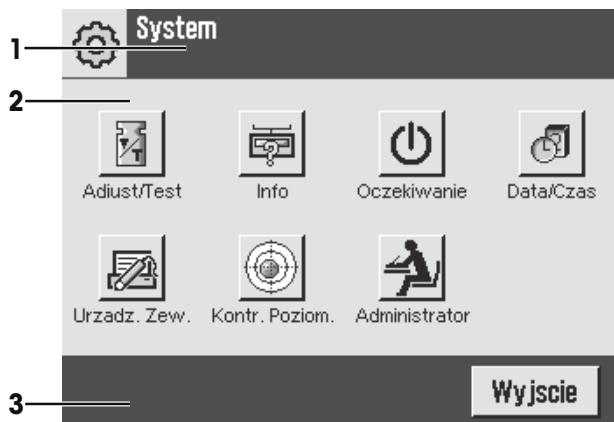 System
1
2
Adiust/Test Info Oczekiwanie Data/Czas
Urzadz. Zew. Kontr. Poziom. Administrator
3
Wyjscie